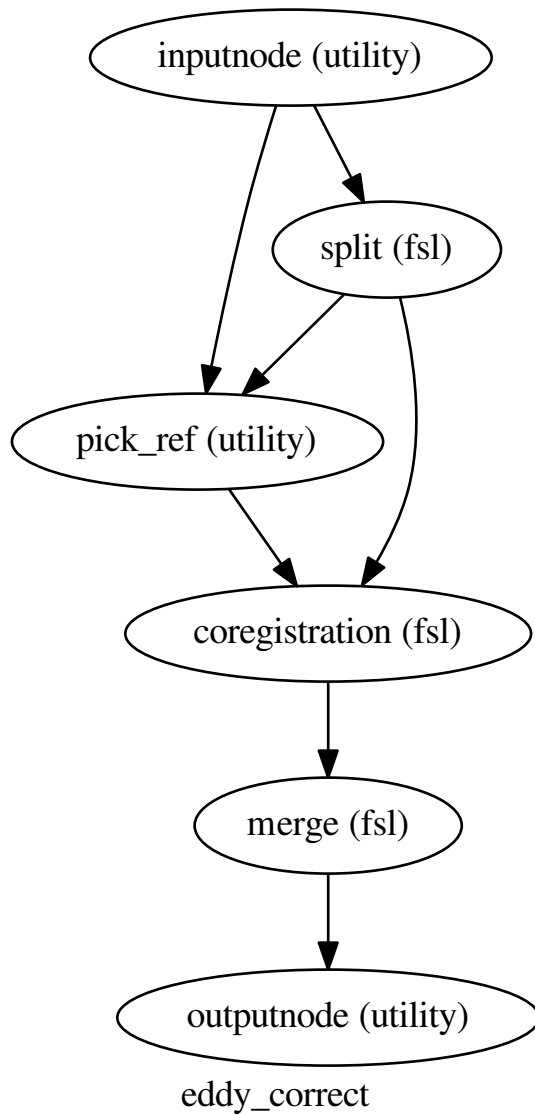 inputnode (utility)
split (fsl)
pick_ref (utility)
coregistration (fsl)
merge (fsl)
outputnode (utility)
eddy_correct